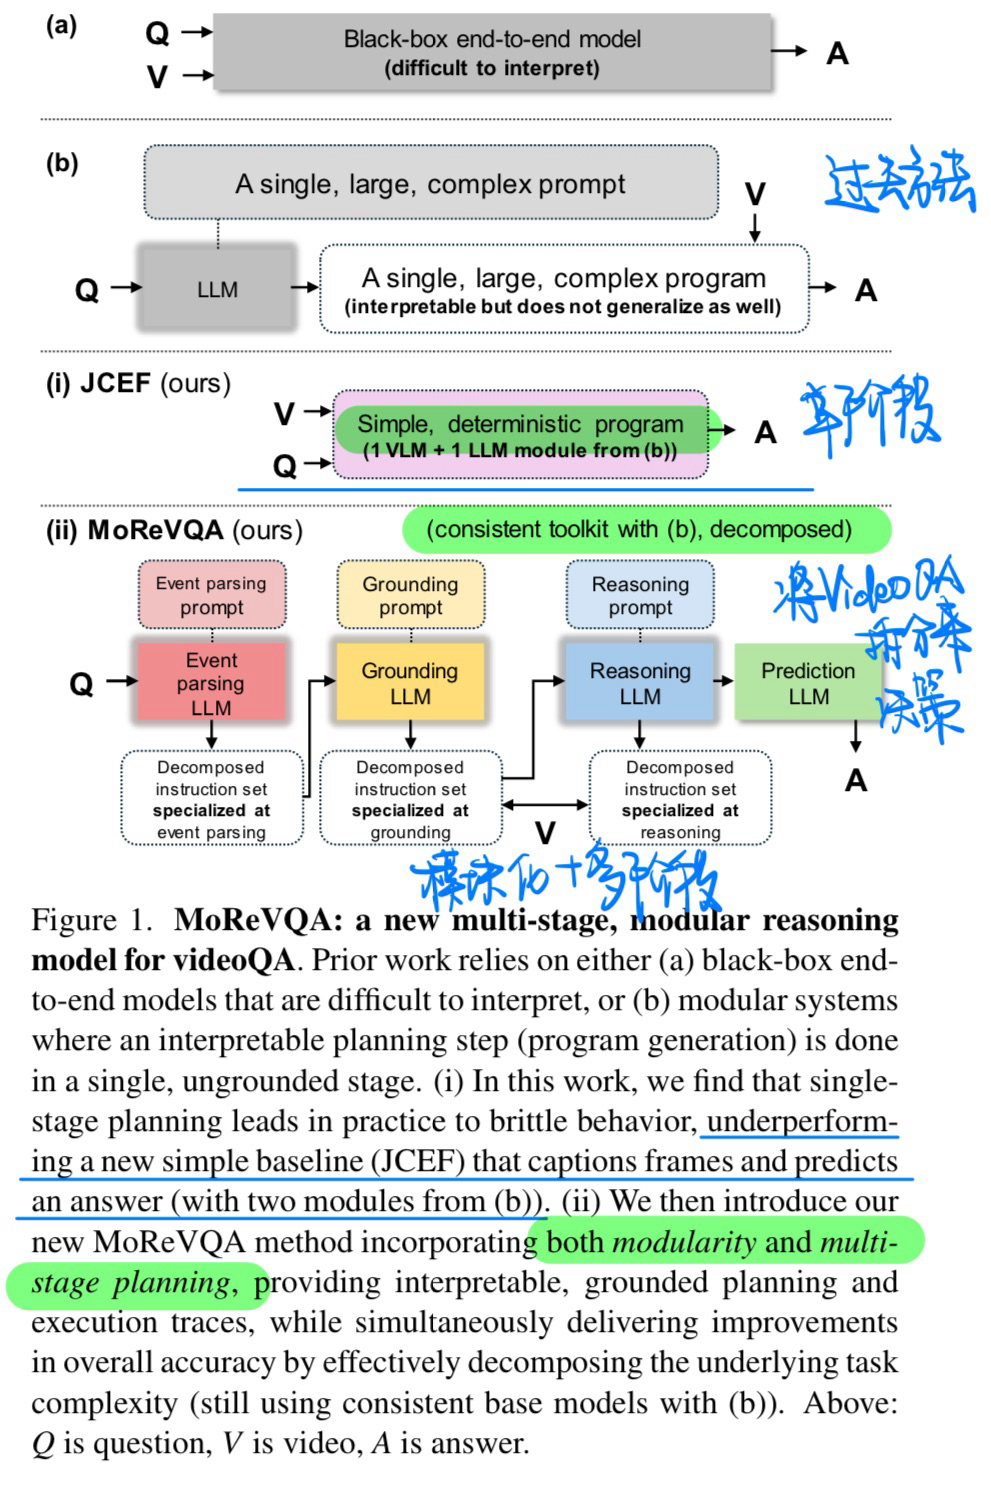 (a)
Q
V
Black-box end-to-end model
(difficult to interpret)
A
(b)
A single, large, complex prompt
V
过去方法
Q
LLM
A single, large, complex program
(interpretable but does not generalize as well)
A
(i) JCEF (ours)
V
Q
Simple, deterministic program
(1 VLM + 1 LLM module from (b))
A
单阶段
(ii) MoReVQA (ours)
(consistent toolkit with (b), decomposed)
Event parsing
prompt
Grounding
prompt
Reasoning
prompt
将VideoQA
拆分来
决策
Q
Event
parsing
LLM
Grounding
LLM
Reasoning
LLM
Prediction
LLM
Decomposed
instruction set
specialized at
event parsing
Decomposed
instruction set
specialized at
grounding
V
Decomposed
instruction set
specialized at
reasoning
A
模块化+多阶段
Figure 1. MoReVQA: a new multi-stage, modular reasoning
model for videoQA. Prior work relies on either (a) black-box end-
to-end models that are difficult to interpret, or (b) modular systems
where an interpretable planning step (program generation) is done
in a single, ungrounded stage. (i) In this work, we find that single-
stage planning leads in practice to brittle behavior, underperform-
ing a new simple baseline (JCEF) that captions frames and predicts
an answer (with two modules from (b)). (ii) We then introduce our
new MoReVQA method incorporating both modularity and multi-
stage planning, providing interpretable, grounded planning and
execution traces, while simultaneously delivering improvements
in overall accuracy by effectively decomposing the underlying task
complexity (still using consistent base models with (b)). Above:
Q is question, V is video, A is answer.